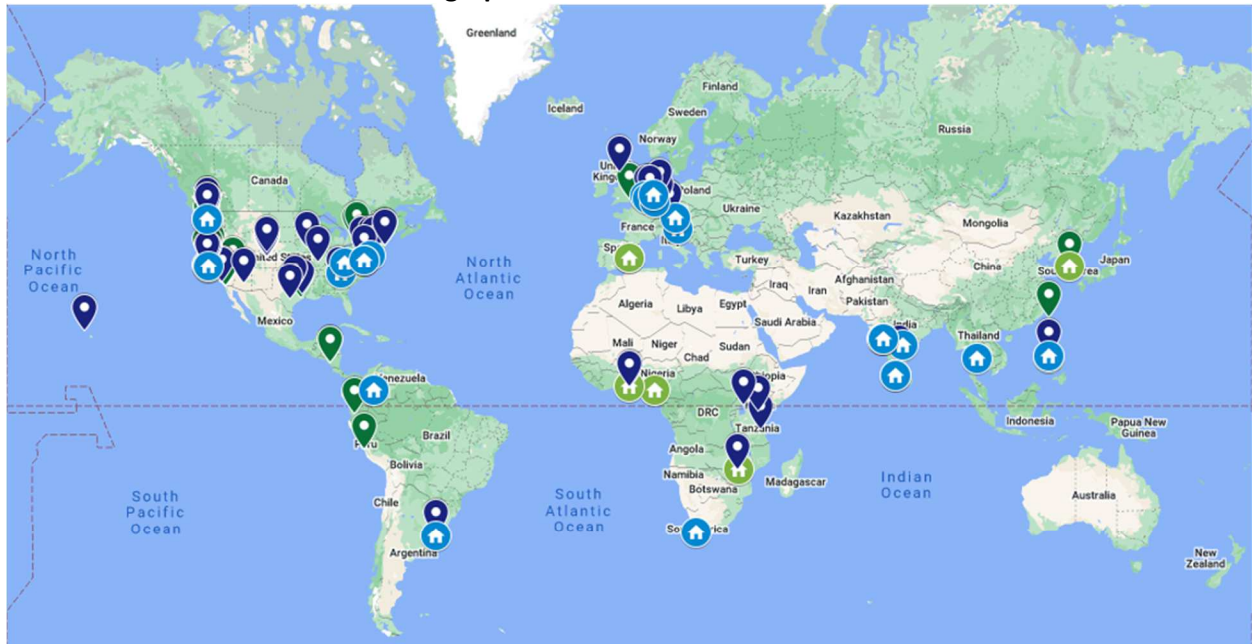 Greenland
Finland
Iceland
Sweden
Norway
Russia
Canada
Poland
Ukraine
Kazakhstan
Mongolia
France
North
Pacific
Ocean
North
Atlantic
Ocean
Turkey
China
Japan
Afghanistan
Iraq
Iran
Pakistan
Algeria
Libya
Egypt
Saudi Arabia
Mexico
Thailand
Mali
Niger
Sudan
Chad
Nigeria
DRC
Tanzania
Indonesia
Papua New
Guinea
Brazil
Angola
Bolivia
Namibia
Botswana
Madagascar
Indian
Ocean
South
Pacific
Ocean
South
Atlantic
Ocean
Chile
Australia
Argentina
New
Zealand